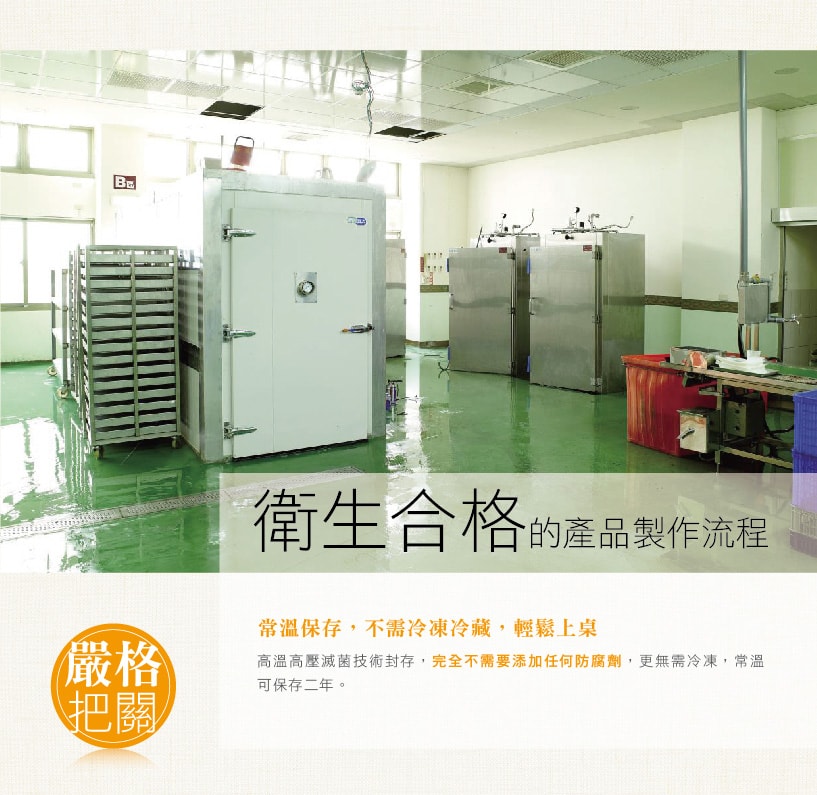 B區
衛生合格的產品製作流程
常溫保存,不需冷凍冷藏,輕鬆上桌
高溫高壓滅菌技術封存,完全不需要添加任何防腐劑,更無需冷凍,常溫
可保存二年。
嚴格
把關